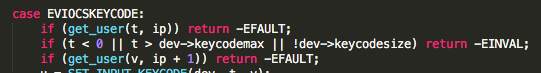 case EVIOCSKEYCODE:
if (get_user(t, ip)) return -EFAULT;
if (t < 0 || t > dev->keycodemax || !dev->keycodesize) return -EINVAL;
if (get_user(v, ip + 1)) return -EFAULT;